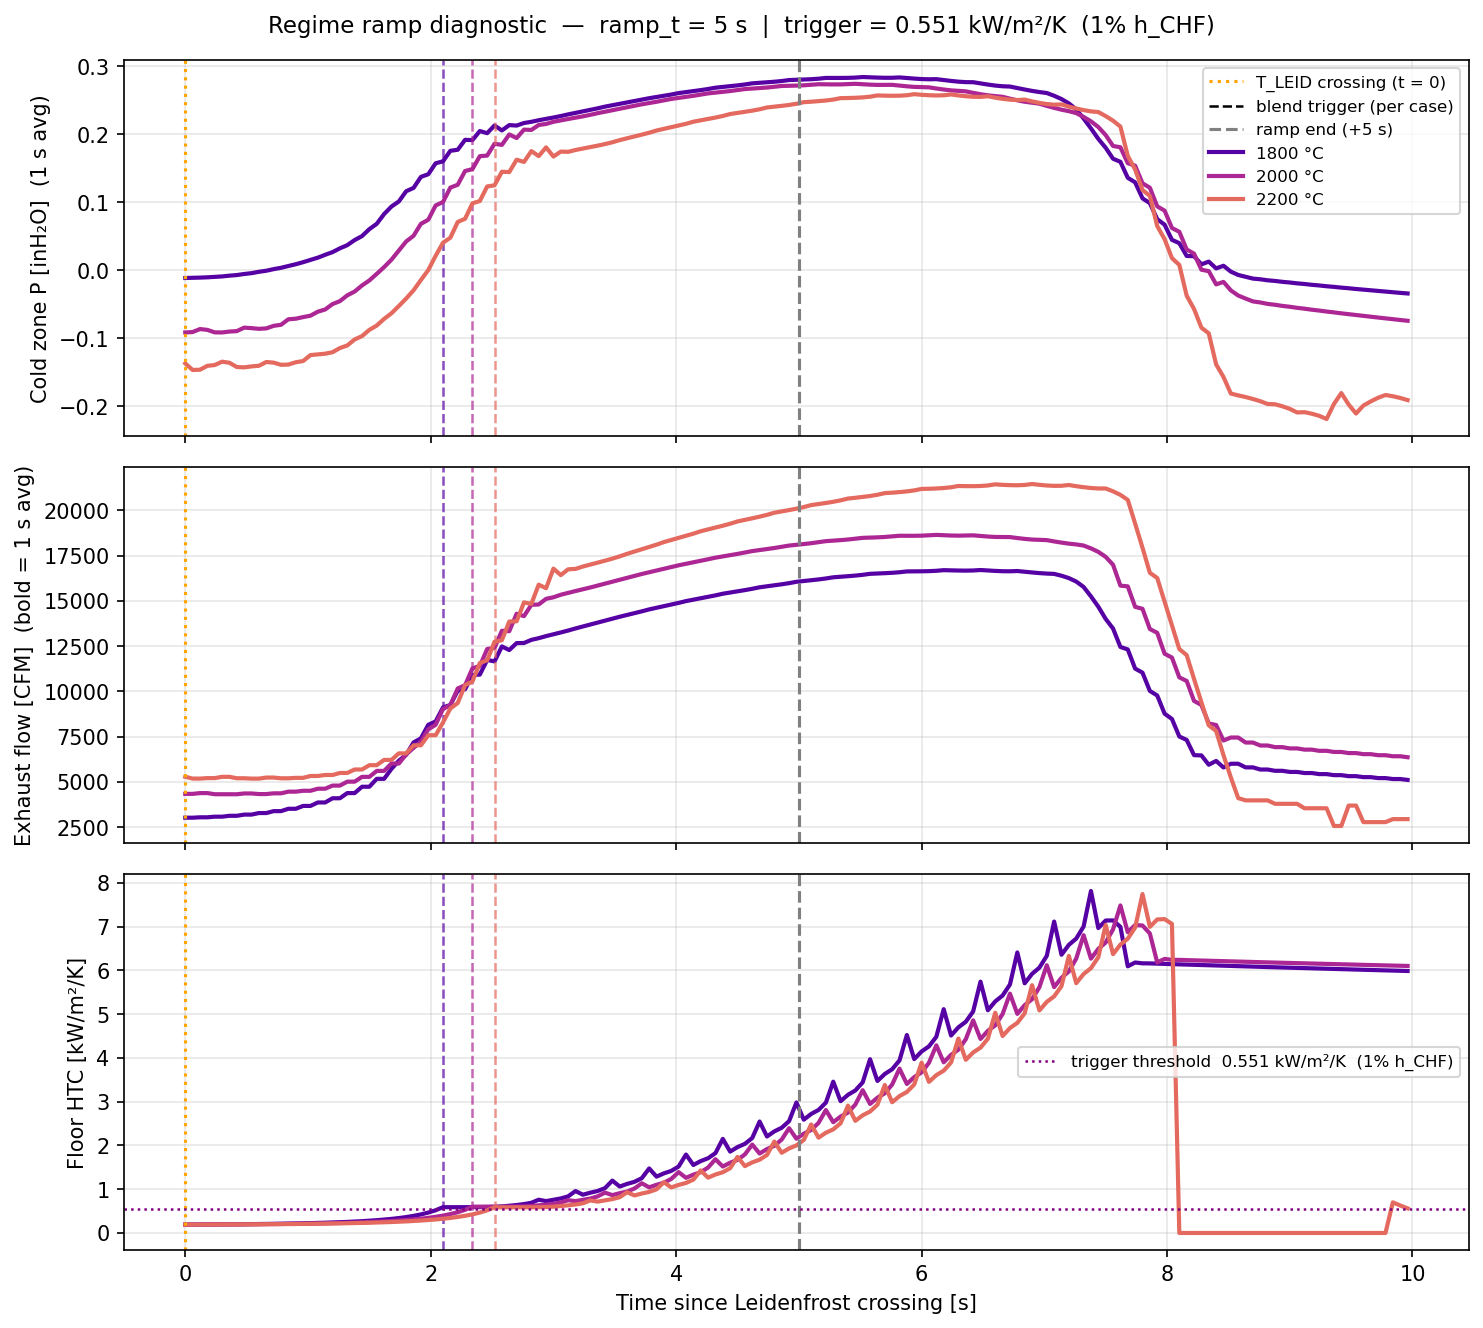 Regime ramp diagnostic — ramp_t = 5 s | trigger = 0.551 kW/m²/K (1% h_CHF)
Cold zone P [inH₂O] (1 s avg)
0.3
0.2
0.1
0.0
−0.1
−0.2
T_LEID crossing (t = 0)
blend trigger (per case)
ramp end (+5 s)
1800 °C
2000 °C
2200 °C
Exhaust flow [CFM] (bold = 1 s avg)
20000
17500
15000
12500
10000
7500
5000
2500
Floor HTC [kW/m²/K]
8
7
6
5
4
3
2
1
0
trigger threshold 0.551 kW/m²/K (1% h_CHF)
0 2 4 6 8 10
Time since Leidenfrost crossing [s]